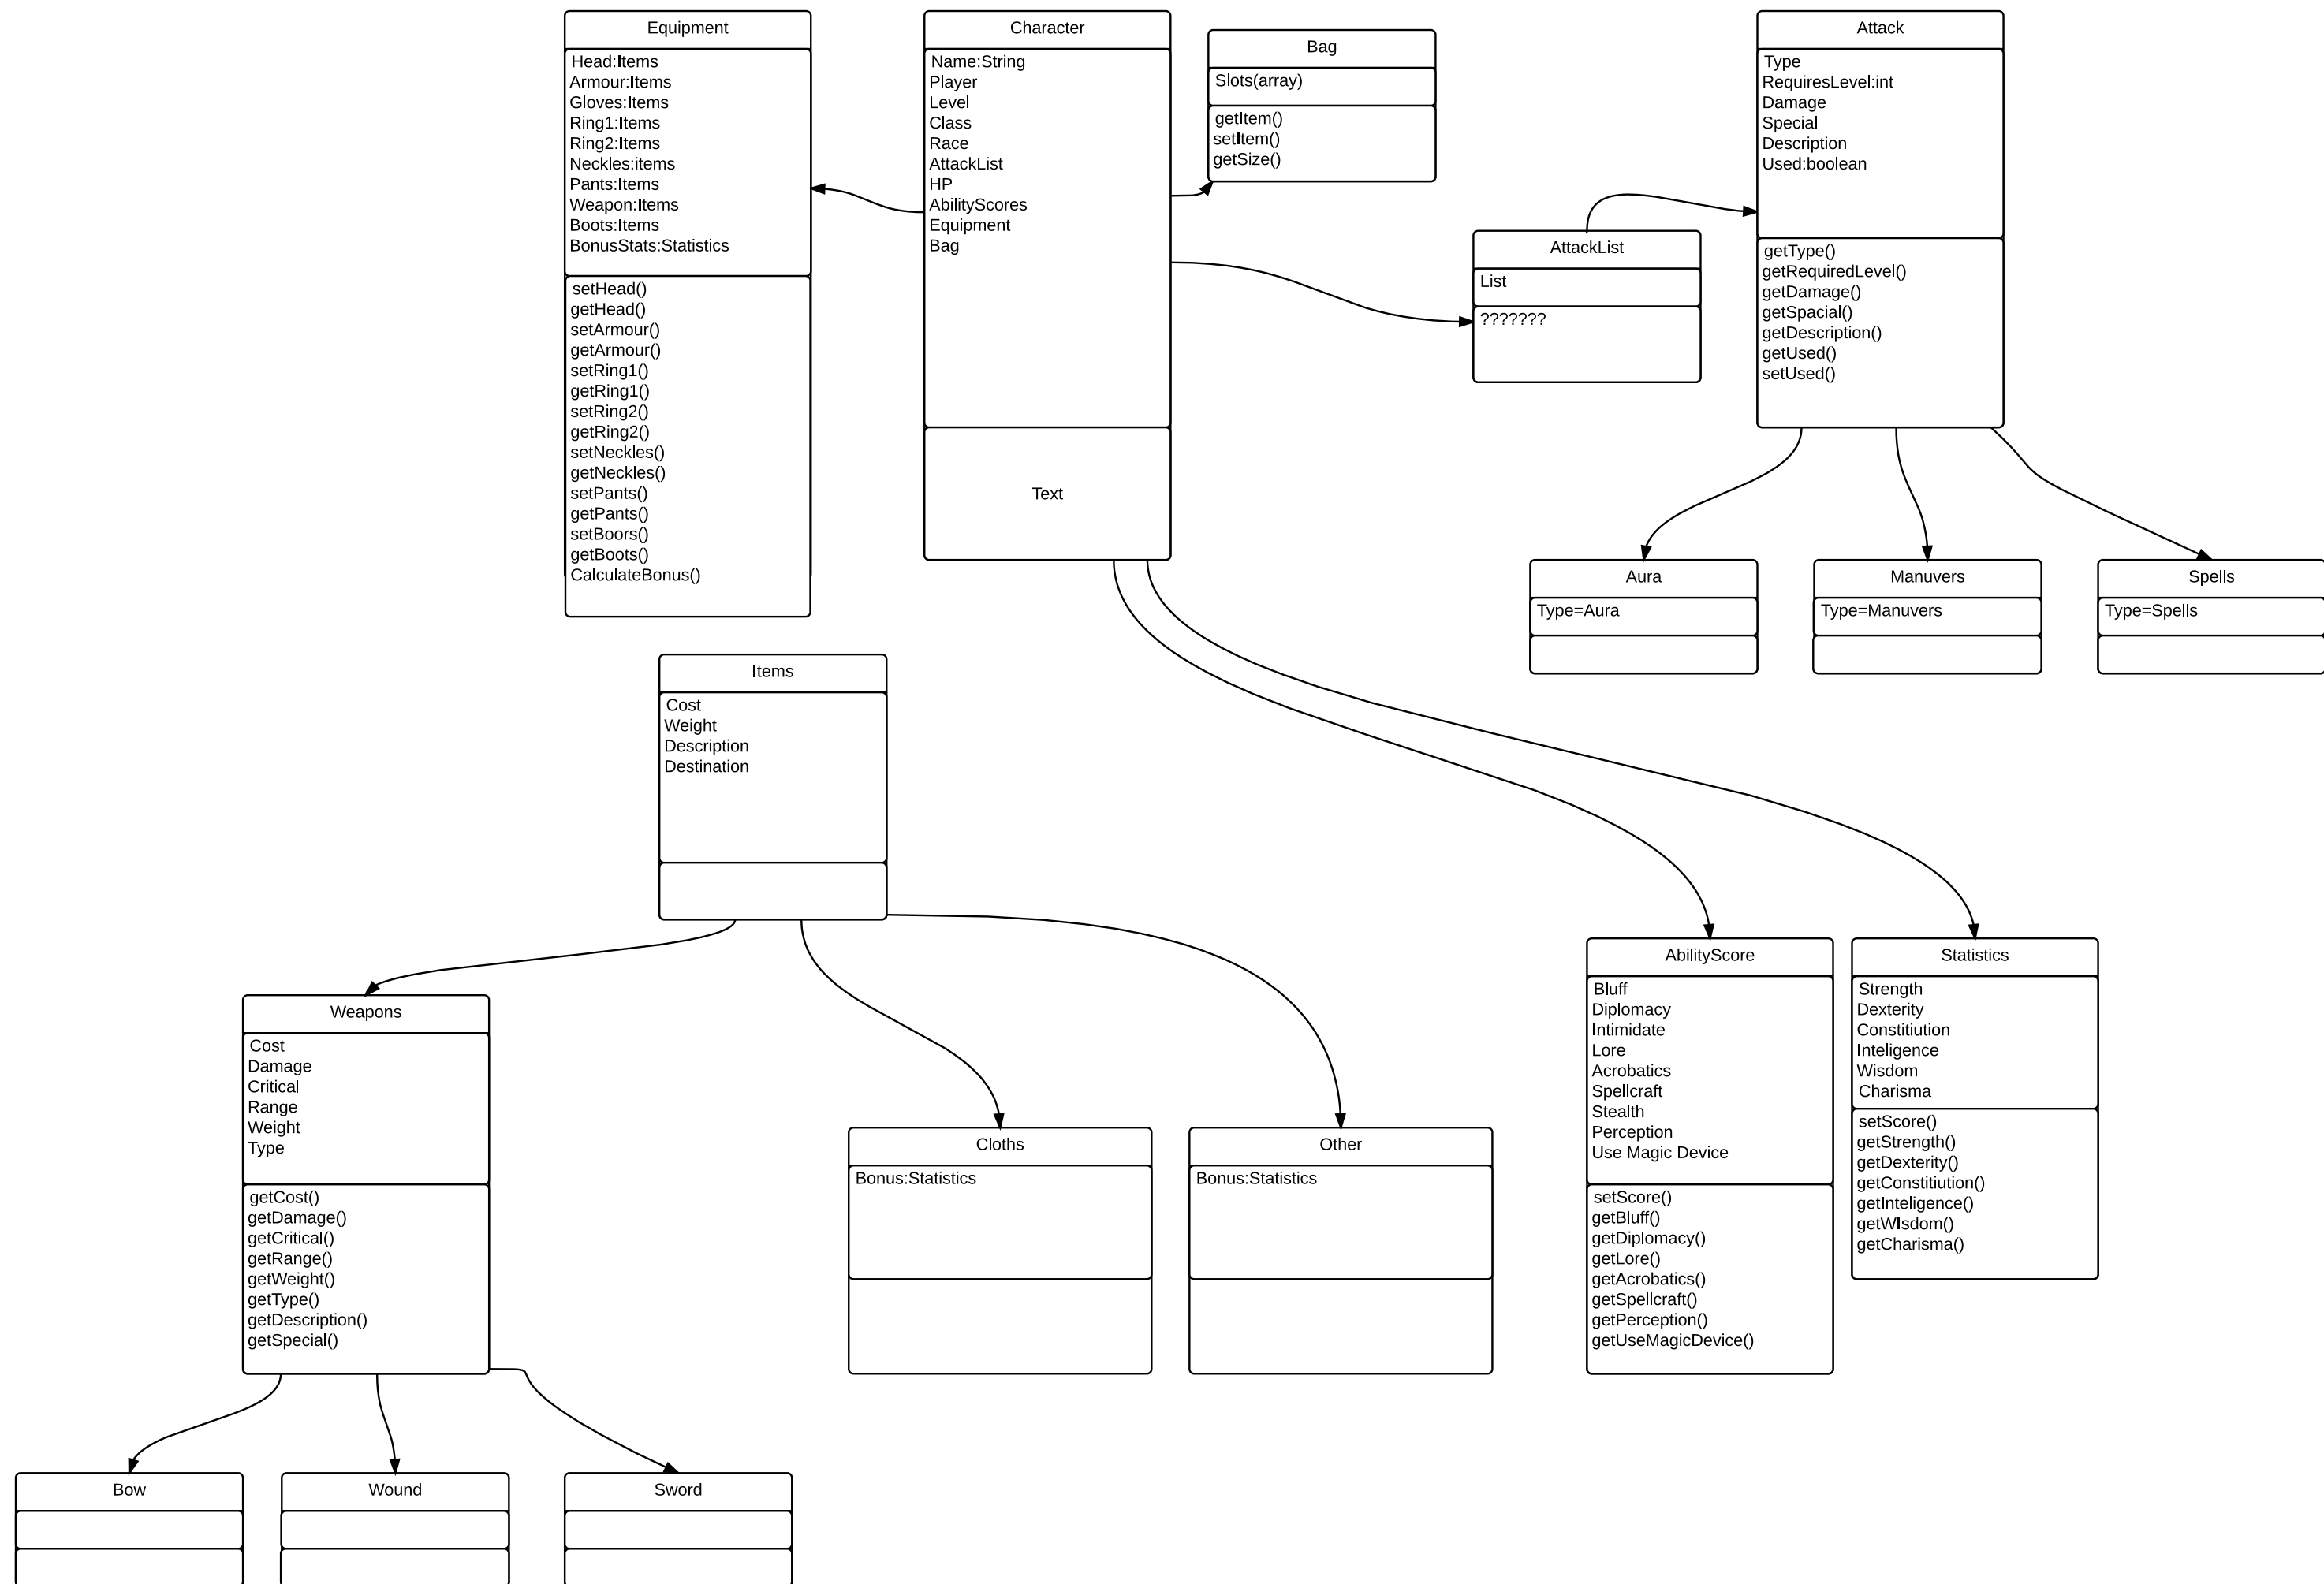 Equipment
Head:Items
Armour:Items
Gloves:Items
Ring1:Items
Ring2:Items
Neckles:items
Pants:Items
Weapon:Items
Boots:Items
BonusStats:Statistics
setHead()
getHead()
setArmour()
getArmour()
setRing1()
getRing1()
setRing2()
getRing2()
setNeckles()
getNeckles()
setPants()
getPants()
setBoors()
getBoots()
CalculateBonus()
Character
Name:String
Player
Level
Class
Race
AttackList
HP
AbilityScores
Equipment
Bag
Text
Bag
Slots(array)
getItem()
setItem()
getSize()
AttackList
List
???????
Attack
Type
RequiresLevel:int
Damage
Special
Description
Used:boolean
getType()
getRequiredLevel()
getDamage()
getSpacial()
getDescription()
getUsed()
setUsed()
Aura
Type=Aura
Manuvers
Type=Manuvers
Spells
Type=Spells
Items
Cost
Weight
Description
Destination
Weapons
Cost
Damage
Critical
Range
Weight
Type
getCost()
getDamage()
getCritical()
getRange()
getWeight()
getType()
getDescription()
getSpecial()
Cloths
Bonus:Statistics
Other
Bonus:Statistics
AbilityScore
Bluff
Diplomacy
Intimidate
Lore
Acrobatics
Spellcraft
Stealth
Perception
Use Magic Device
setScore()
getBluff()
getDiplomacy()
getLore()
getAcrobatics()
getSpellcraft()
getPerception()
getUseMagicDevice()
Statistics
Strength
Dexterity
Constitiution
Inteligence
Wisdom
Charisma
setScore()
getStrength()
getDexterity()
getConstitiution()
getInteligence()
getWIsdom()
getCharisma()
Bow
Wound
Sword